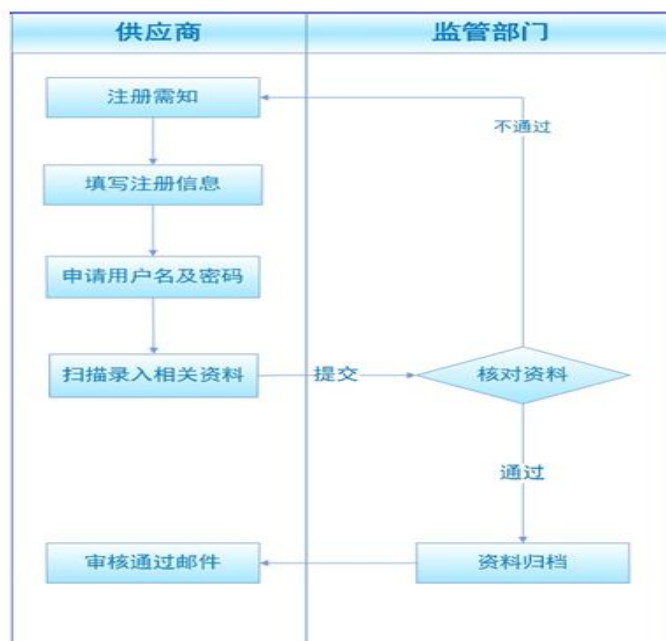 供应商
监管部门
注册需知
不通过
填写注册信息
申请用户名及密码
扫描录入相关资料
提交
核对资料
通过
审核通过邮件
资料归档